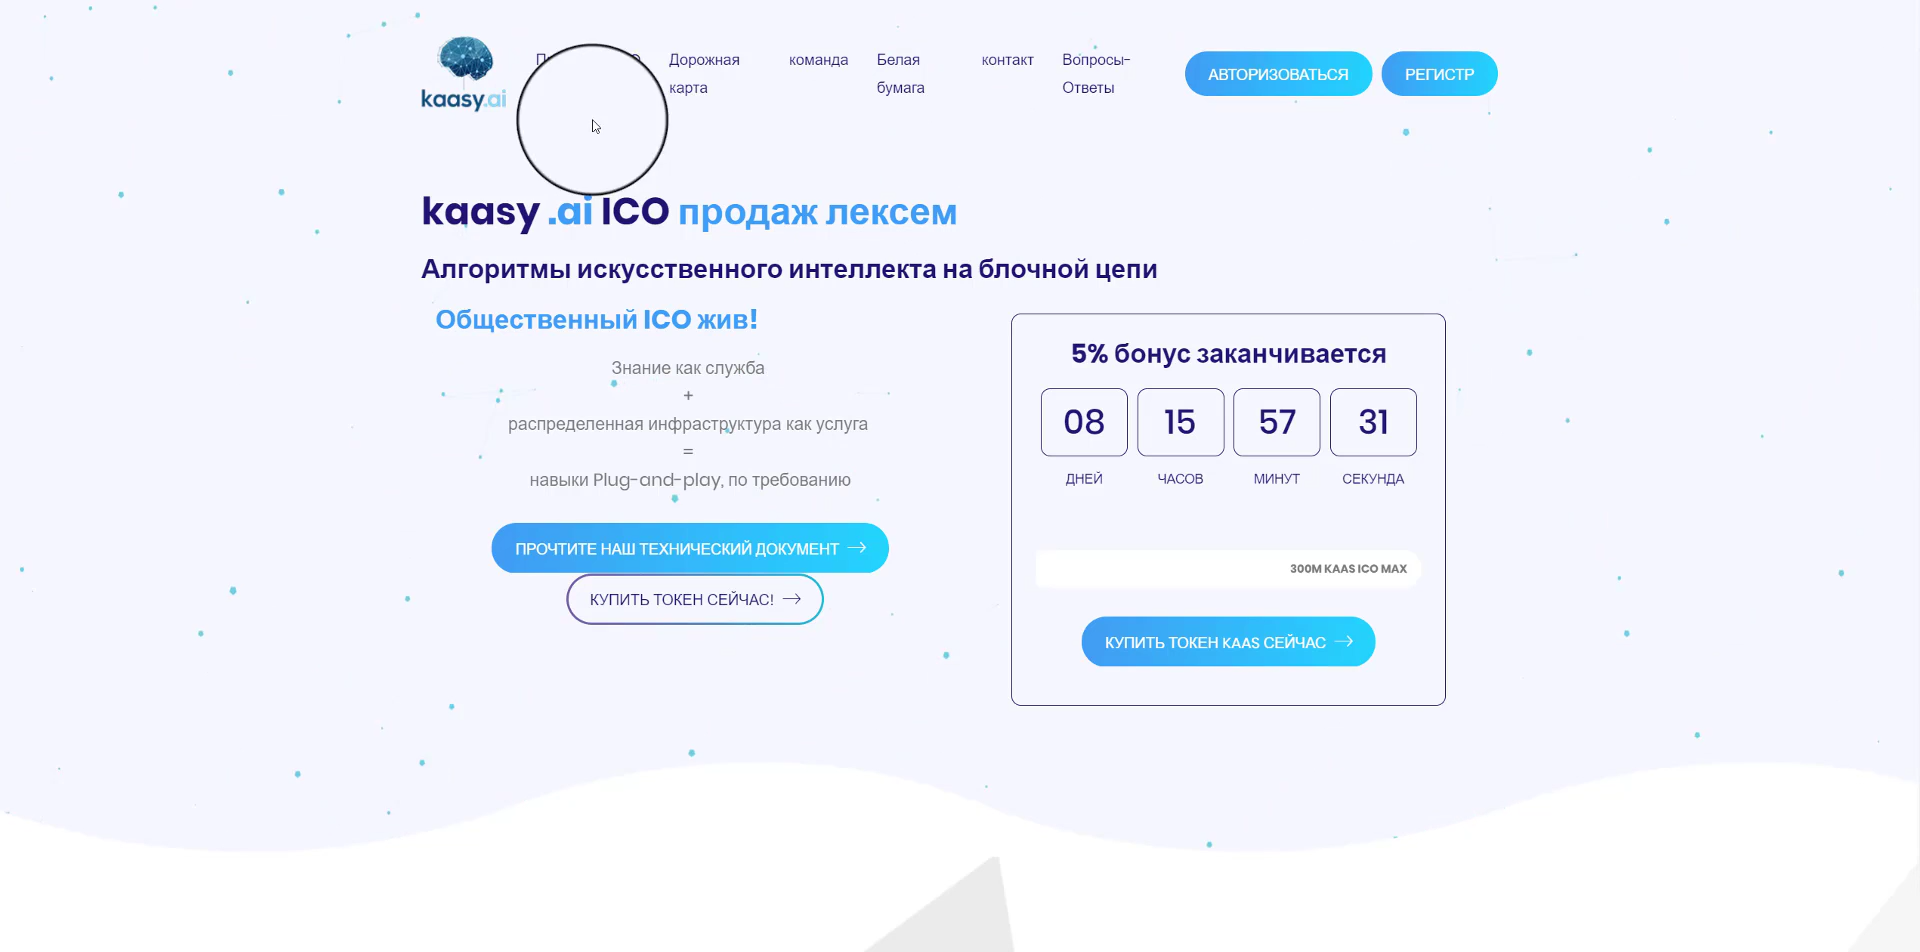 kaasy.ai
Дорожная
карта
команда
Белая
бумага
контакт
Вопросы-
Ответы
АВТОРИЗОВАТЬСЯ
РЕГИСТР
kaasy .ai ICO продаж лексем
Алгоритмы искусственного интеллекта на блочной цепи
Общественный ICO жив!
Знание как служба
+
распределенная инфраструктура как услуга
=
навыки Plug-and-play, по требованию
ПРОЧТИТЕ НАШ ТЕХНИЧЕСКИЙ ДОКУМЕНТ
КУПИТЬ ТОКЕН СЕЙЧАС!
5% бонус заканчивается
08 15 57 31
ДНЕЙ ЧАСОВ МИНУТ СЕКУНДА
300M KAAS ICO MAX
КУПИТЬ ТОКЕН KAAS СЕЙЧАС